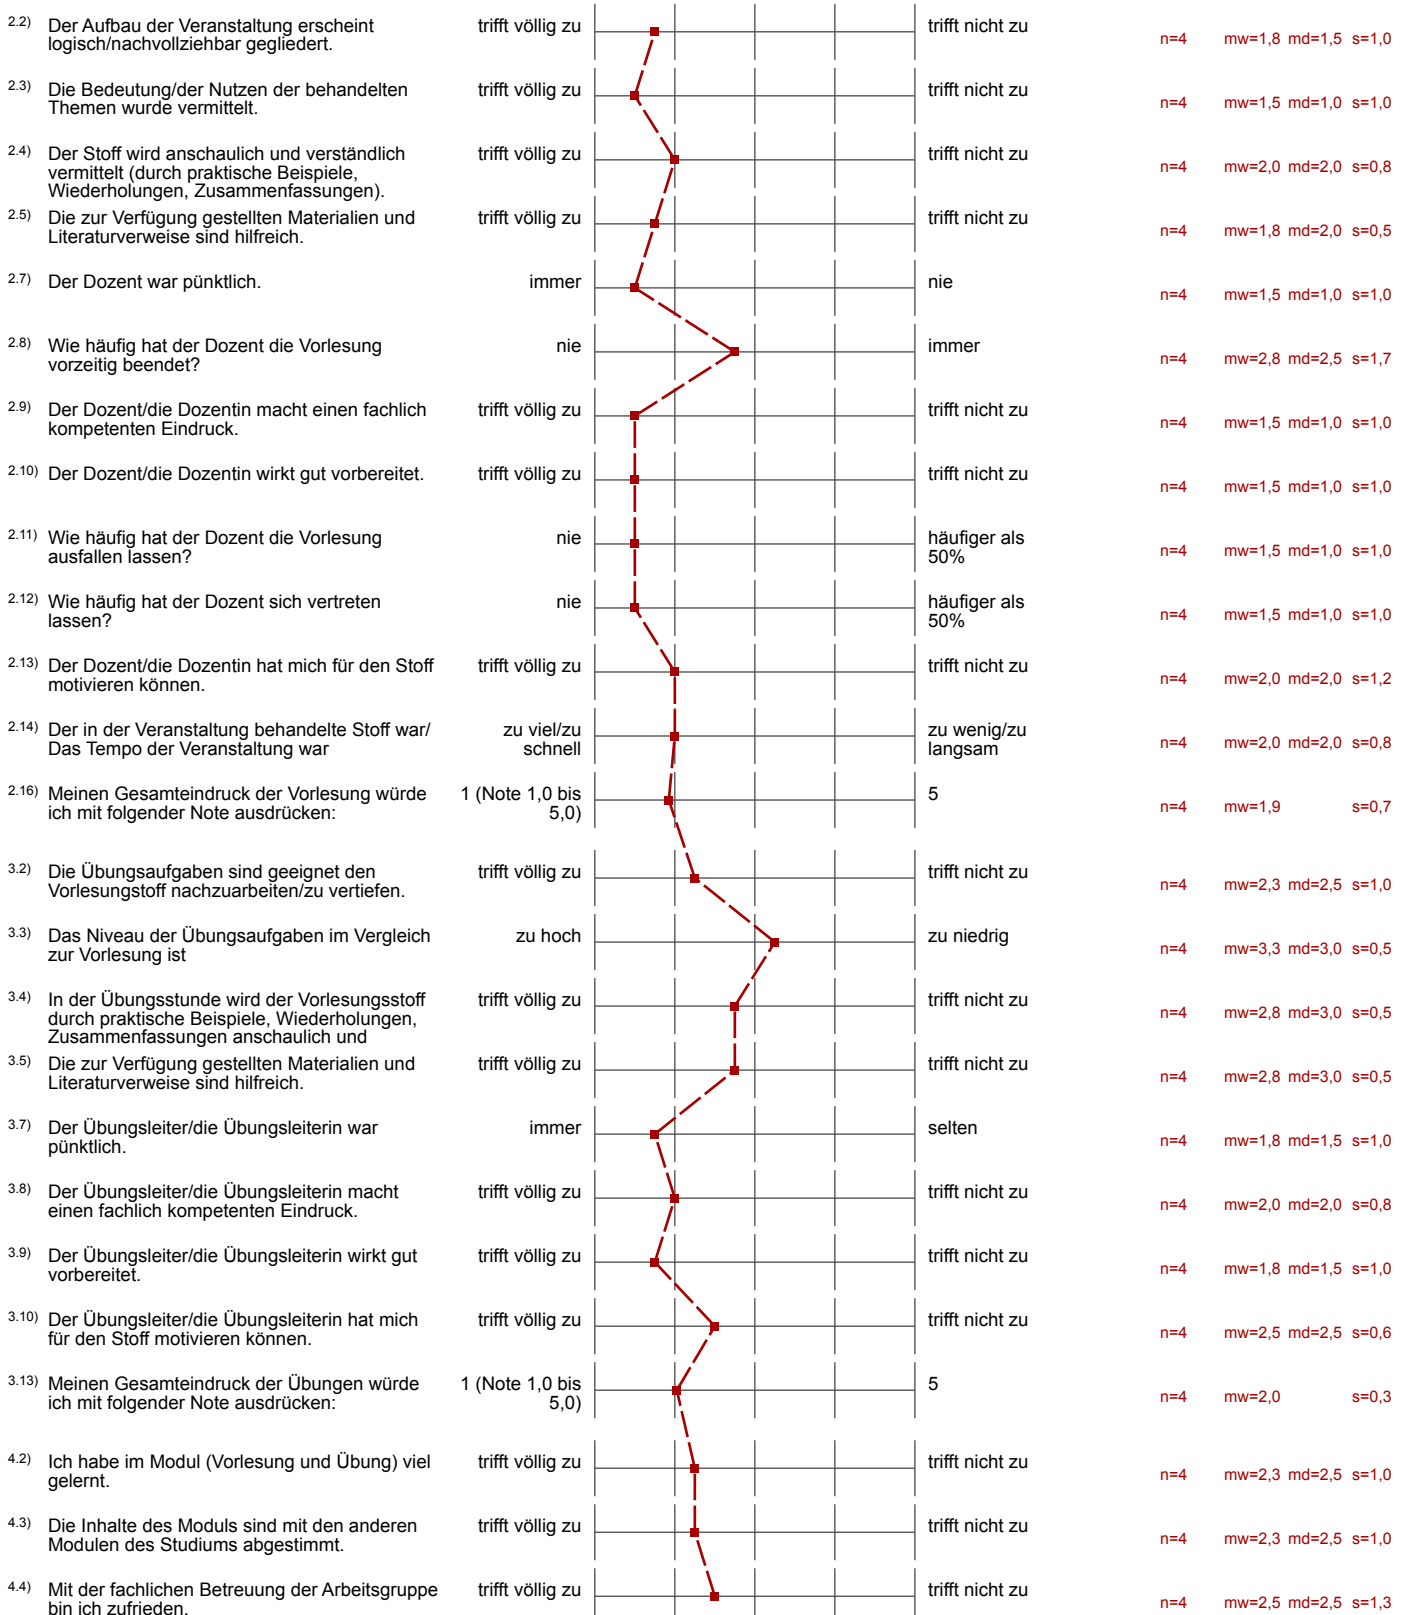 2.2) Der Aufbau der Veranstaltung erscheint logisch/nachvollziehbar gegliedert. trifft völlig zu trifft nicht zu n=4 mw=1,8 md=1,5 s=1,0
2.3) Die Bedeutung/der Nutzen der behandelten Themen wurde vermittelt. trifft völlig zu trifft nicht zu n=4 mw=1,5 md=1,0 s=1,0
2.4) Der Stoff wird anschaulich und verständlich vermittelt (durch praktische Beispiele, Wiederholungen, Zusammenfassungen). trifft völlig zu trifft nicht zu n=4 mw=2,0 md=2,0 s=0,8
2.5) Die zur Verfügung gestellten Materialien und Literaturverweise sind hilfreich. trifft völlig zu trifft nicht zu n=4 mw=1,8 md=2,0 s=0,5
2.7) Der Dozent war pünktlich. immer nie n=4 mw=1,5 md=1,0 s=1,0
2.8) Wie häufig hat der Dozent die Vorlesung vorzeitig beendet? nie immer n=4 mw=2,8 md=2,5 s=1,7
2.9) Der Dozent/die Dozentin macht einen fachlich kompetenten Eindruck. trifft völlig zu trifft nicht zu n=4 mw=1,5 md=1,0 s=1,0
2.10) Der Dozent/die Dozentin wirkt gut vorbereitet. trifft völlig zu trifft nicht zu n=4 mw=1,5 md=1,0 s=1,0
2.11) Wie häufig hat der Dozent die Vorlesung ausfallen lassen? nie häufiger als 50% n=4 mw=1,5 md=1,0 s=1,0
2.12) Wie häufig hat der Dozent sich vertreten lassen? nie häufiger als 50% n=4 mw=1,5 md=1,0 s=1,0
2.13) Der Dozent/die Dozentin hat mich für den Stoff motivieren können. trifft völlig zu trifft nicht zu n=4 mw=2,0 md=2,0 s=1,2
2.14) Der in der Veranstaltung behandelte Stoff war/ Das Tempo der Veranstaltung war zu viel/zu schnell zu wenig/zu langsam n=4 mw=2,0 md=2,0 s=0,8
2.16) Meinen Gesamteindruck der Vorlesung würde ich mit folgender Note ausdrücken: 1 (Note 1,0 bis 5,0) 5 n=4 mw=1,9 s=0,7
3.2) Die Übungsaufgaben sind geeignet den Vorlesungstoff nachzuarbeiten/zu vertiefen. trifft völlig zu trifft nicht zu n=4 mw=2,3 md=2,5 s=1,0
3.3) Das Niveau der Übungsaufgaben im Vergleich zur Vorlesung ist zu hoch zu niedrig n=4 mw=3,3 md=3,0 s=0,5
3.4) In der Übungsstunde wird der Vorlesungsstoff durch praktische Beispiele, Wiederholungen, Zusammenfassungen anschaulich und trifft völlig zu trifft nicht zu n=4 mw=2,8 md=3,0 s=0,5
3.5) Die zur Verfügung gestellten Materialien und Literaturverweise sind hilfreich. trifft völlig zu trifft nicht zu n=4 mw=2,8 md=3,0 s=0,5
3.7) Der Übungsleiter/die Übungsleiterin war pünktlich. immer selten n=4 mw=1,8 md=1,5 s=1,0
3.8) Der Übungsleiter/die Übungsleiterin macht einen fachlich kompetenten Eindruck. trifft völlig zu trifft nicht zu n=4 mw=2,0 md=2,0 s=0,8
3.9) Der Übungsleiter/die Übungsleiterin wirkt gut vorbereitet. trifft völlig zu trifft nicht zu n=4 mw=1,8 md=1,5 s=1,0
3.10) Der Übungsleiter/die Übungsleiterin hat mich für den Stoff motivieren können. trifft völlig zu trifft nicht zu n=4 mw=2,5 md=2,5 s=0,6
3.13) Meinen Gesamteindruck der Übungen würde ich mit folgender Note ausdrücken: 1 (Note 1,0 bis 5,0) 5 n=4 mw=2,0 s=0,3
4.2) Ich habe im Modul (Vorlesung und Übung) viel gelernt. trifft völlig zu trifft nicht zu n=4 mw=2,3 md=2,5 s=1,0
4.3) Die Inhalte des Moduls sind mit den anderen Modulen des Studiums abgestimmt. trifft völlig zu trifft nicht zu n=4 mw=2,3 md=2,5 s=1,0
4.4) Mit der fachlichen Betreuung der Arbeitsgruppe bin ich zufrieden. trifft völlig zu trifft nicht zu n=4 mw=2,5 md=2,5 s=1,3